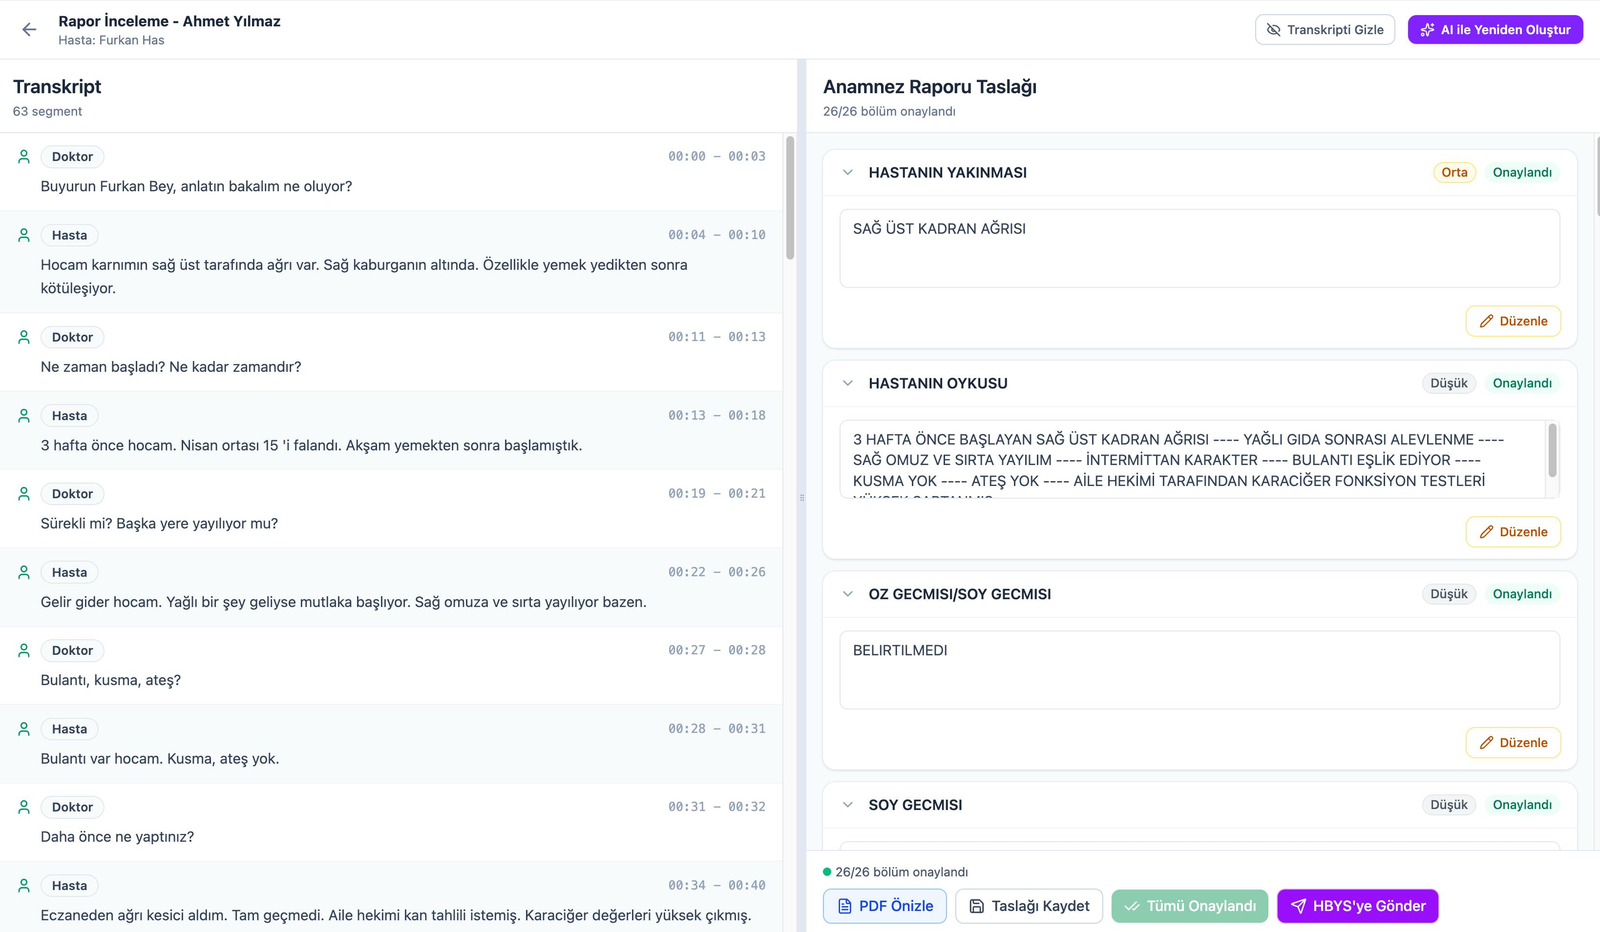 Rapor İnceleme - Ahmet Yılmaz
Hasta: Furkan Has
Transkripti Gizle
AI ile Yeniden Oluştur
Transkript
63 segment
Doktor
00:00 – 00:03
Buyurun Furkan Bey, anlatın bakalım ne oluyor?
Hasta
00:04 – 00:10
Hocam karnımın sağ üst tarafında ağrı var. Sağ kaburganın altında. Özellikle yemek yedikten sonra
kötüleşiyor.
Doktor
00:11 – 00:13
Ne zaman başladı? Ne kadar zamandır?
Hasta
00:13 – 00:18
3 hafta önce hocam. Nisan ortası 15 'i falandı. Akşam yemekten sonra başlamıştık.
Doktor
00:19 – 00:21
Sürekli mi? Başka yere yayılıyor mu?
Hasta
00:22 – 00:26
Gelir gider hocam. Yağlı bir şey geliyse mutlaka başlıyor. Sağ omuza ve sırta yayılıyor bazen.
Doktor
00:27 – 00:28
Bulantı, kusma, ateş?
Hasta
00:28 – 00:31
Bulantı var hocam. Kusma, ateş yok.
Doktor
00:31 – 00:32
Daha önce ne yaptınız?
Hasta
00:34 – 00:40
Eczaneden ağrı kesici aldım. Tam geçmedi. Aile hekimi kan tahlili istemiş. Karaciğer değerleri yüksek çıkmış.
Anamnez Raporu Taslağı
26/26 bölüm onaylandı
HASTANIN YAKINMASI
Orta
Onaylandı
SAĞ ÜST KADRAN AĞRISI
Düzenle
HASTANIN OYKUSU
Düşük
Onaylandı
3 HAFTA ÖNCE BAŞLAYAN SAĞ ÜST KADRAN AĞRISI ---- YAĞLI GIDA SONRASI ALEVLENME ----
SAĞ OMUZ VE SIRTA YAYILIM ---- İNTERMİTTAN KARAKTER ---- BULANTI EŞLİK EDİYOR ----
KUSMA YOK ---- ATEŞ YOK ---- AİLE HEKİMİ TARAFINDAN KARACİĞER FONKSİYON TESTLERİ
Düzenle
OZ GECMISI/SOY GECMISI
Düşük
Onaylandı
BELIRTILMEDI
Düzenle
SOY GECMISI
Düşük
Onaylandı
26/26 bölüm onaylandı
PDF Önizle
Taslağı Kaydet
Tümü Onaylandı
HBYS'ye Gönder